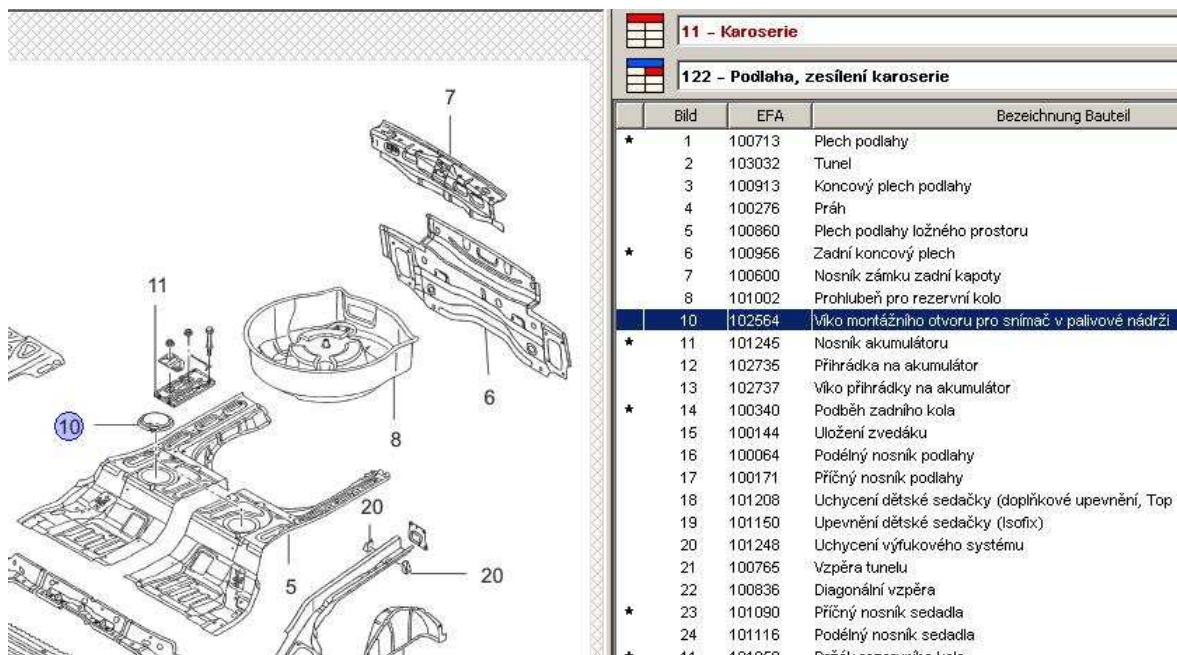 11 - Karoserie
122 - Podlaha, zesílení karoserie
Bild EFA Bezeichnung Bauteil
* 1 100713 Plech podlahy
2 103032 Tunel
3 100913 Koncový plech podlahy
4 100276 Práh
5 100860 Plech podlahy ložného prostoru
* 6 100956 Zadní koncový plech
7 100600 Nosník zámku zadní kapoty
8 101002 Prohlubeň pro rezervní kolo
10 102564 Víko montážního otvoru pro snímač v palivové nádrži
* 11 101245 Nosník akumulátoru
12 102735 Přihrádka na akumulátor
13 102737 Víko přihrádky na akumulátor
* 14 100340 Podběh zadního kola
15 100144 Uložení zvedáku
16 100064 Podélný nosník podlahy
17 100171 Příčný nosník podlahy
18 101208 Uchycení dětské sedačky (doplňkové upevnění, Top
19 101150 Upevnění dětské sedačky (Isofix)
20 101248 Uchycení výfukového systému
21 100765 Vzpěra tunelu
22 100836 Diagonální vzpěra
* 23 101090 Příčný nosník sedadla
24 101116 Podélný nosník sedadla
7
11
6
10
8
20
5
20